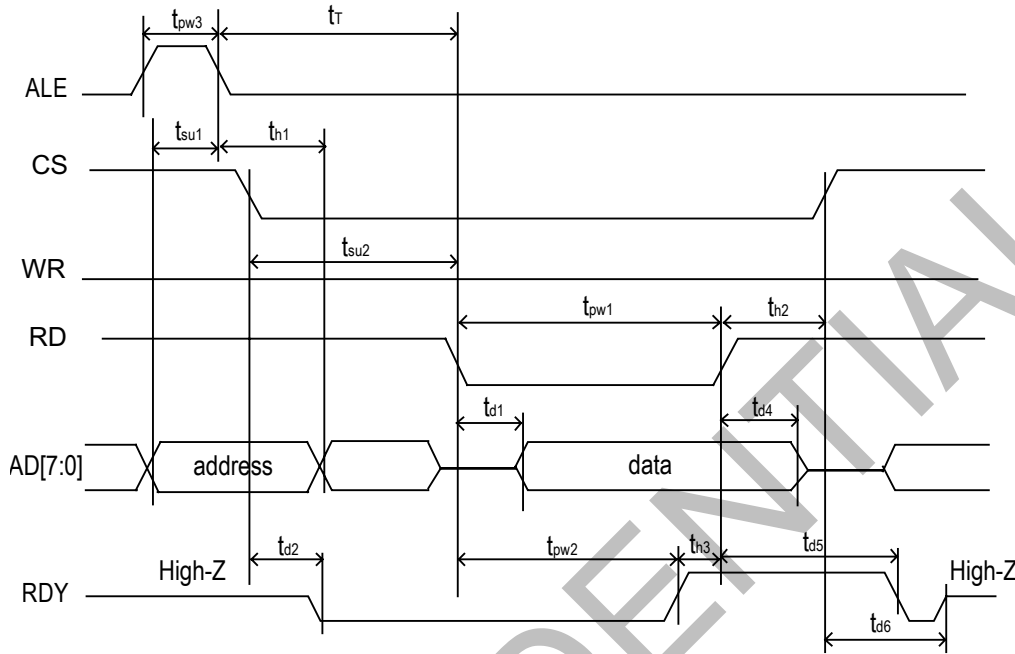 tpw3 tT
ALE
tsu1 th1
CS
tsu2
WR
tpw1 th2
RD
td1 td4
AD[7:0] address data
td2 tpw2 th3 td5
High-Z High-Z
RDY
td6
DENTIAL